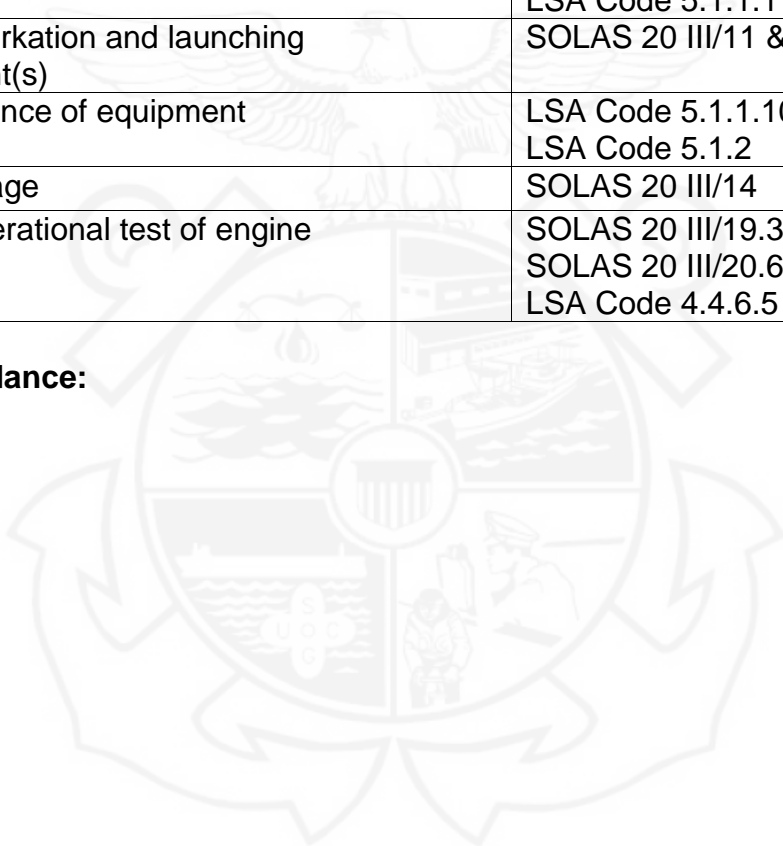 LSA Code 5.1.1.1
rkation and launching SOLAS 20 III/11 &
t(s)
nce of equipment LSA Code 5.1.1.10
LSA Code 5.1.2
age SOLAS 20 III/14
erational test of engine SOLAS 20 III/19.3
SOLAS 20 III/20.6
LSA Code 4.4.6.5
lance:
S
U O C
G